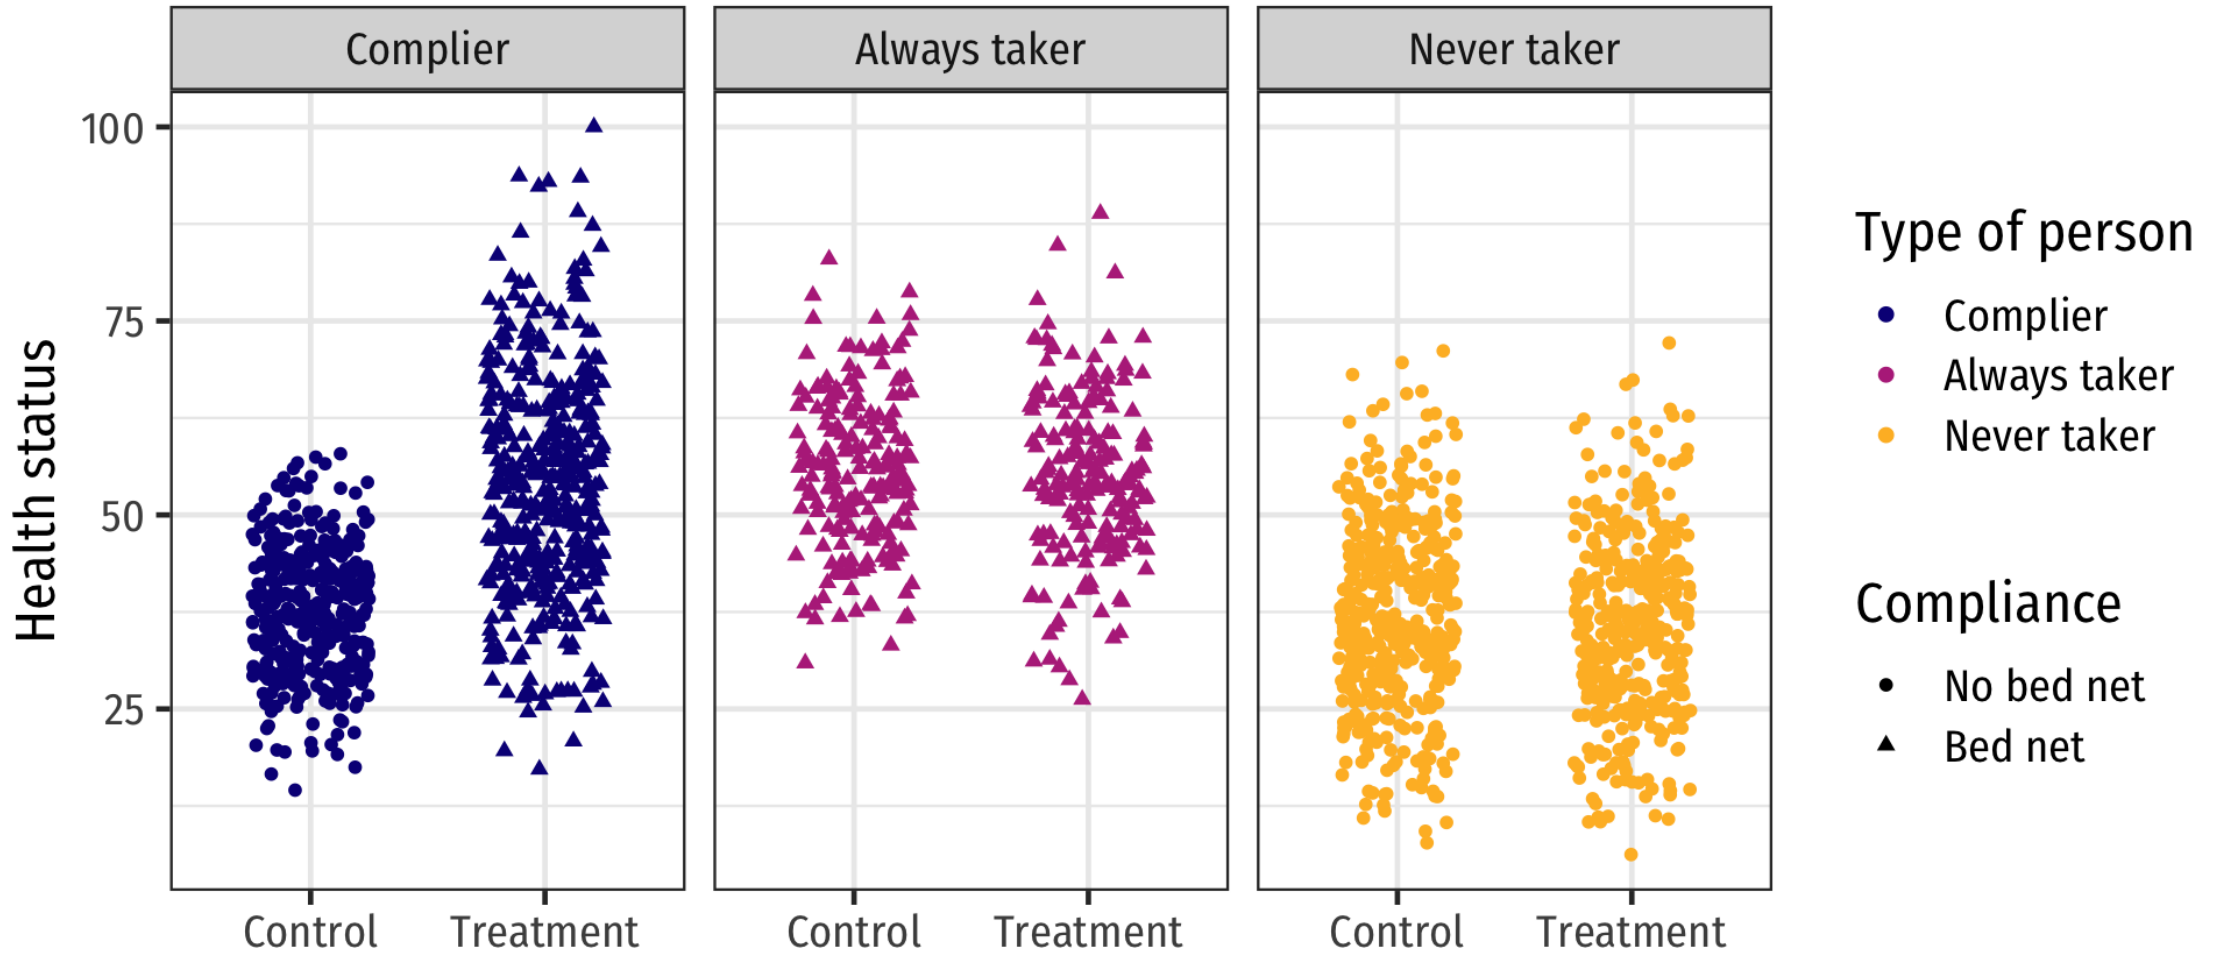 Complier
Always taker
Never taker
Health status
100
75
50
25
Control
Treatment
Control
Treatment
Control
Treatment
Type of person
Complier
Always taker
Never taker
Compliance
No bed net
Bed net